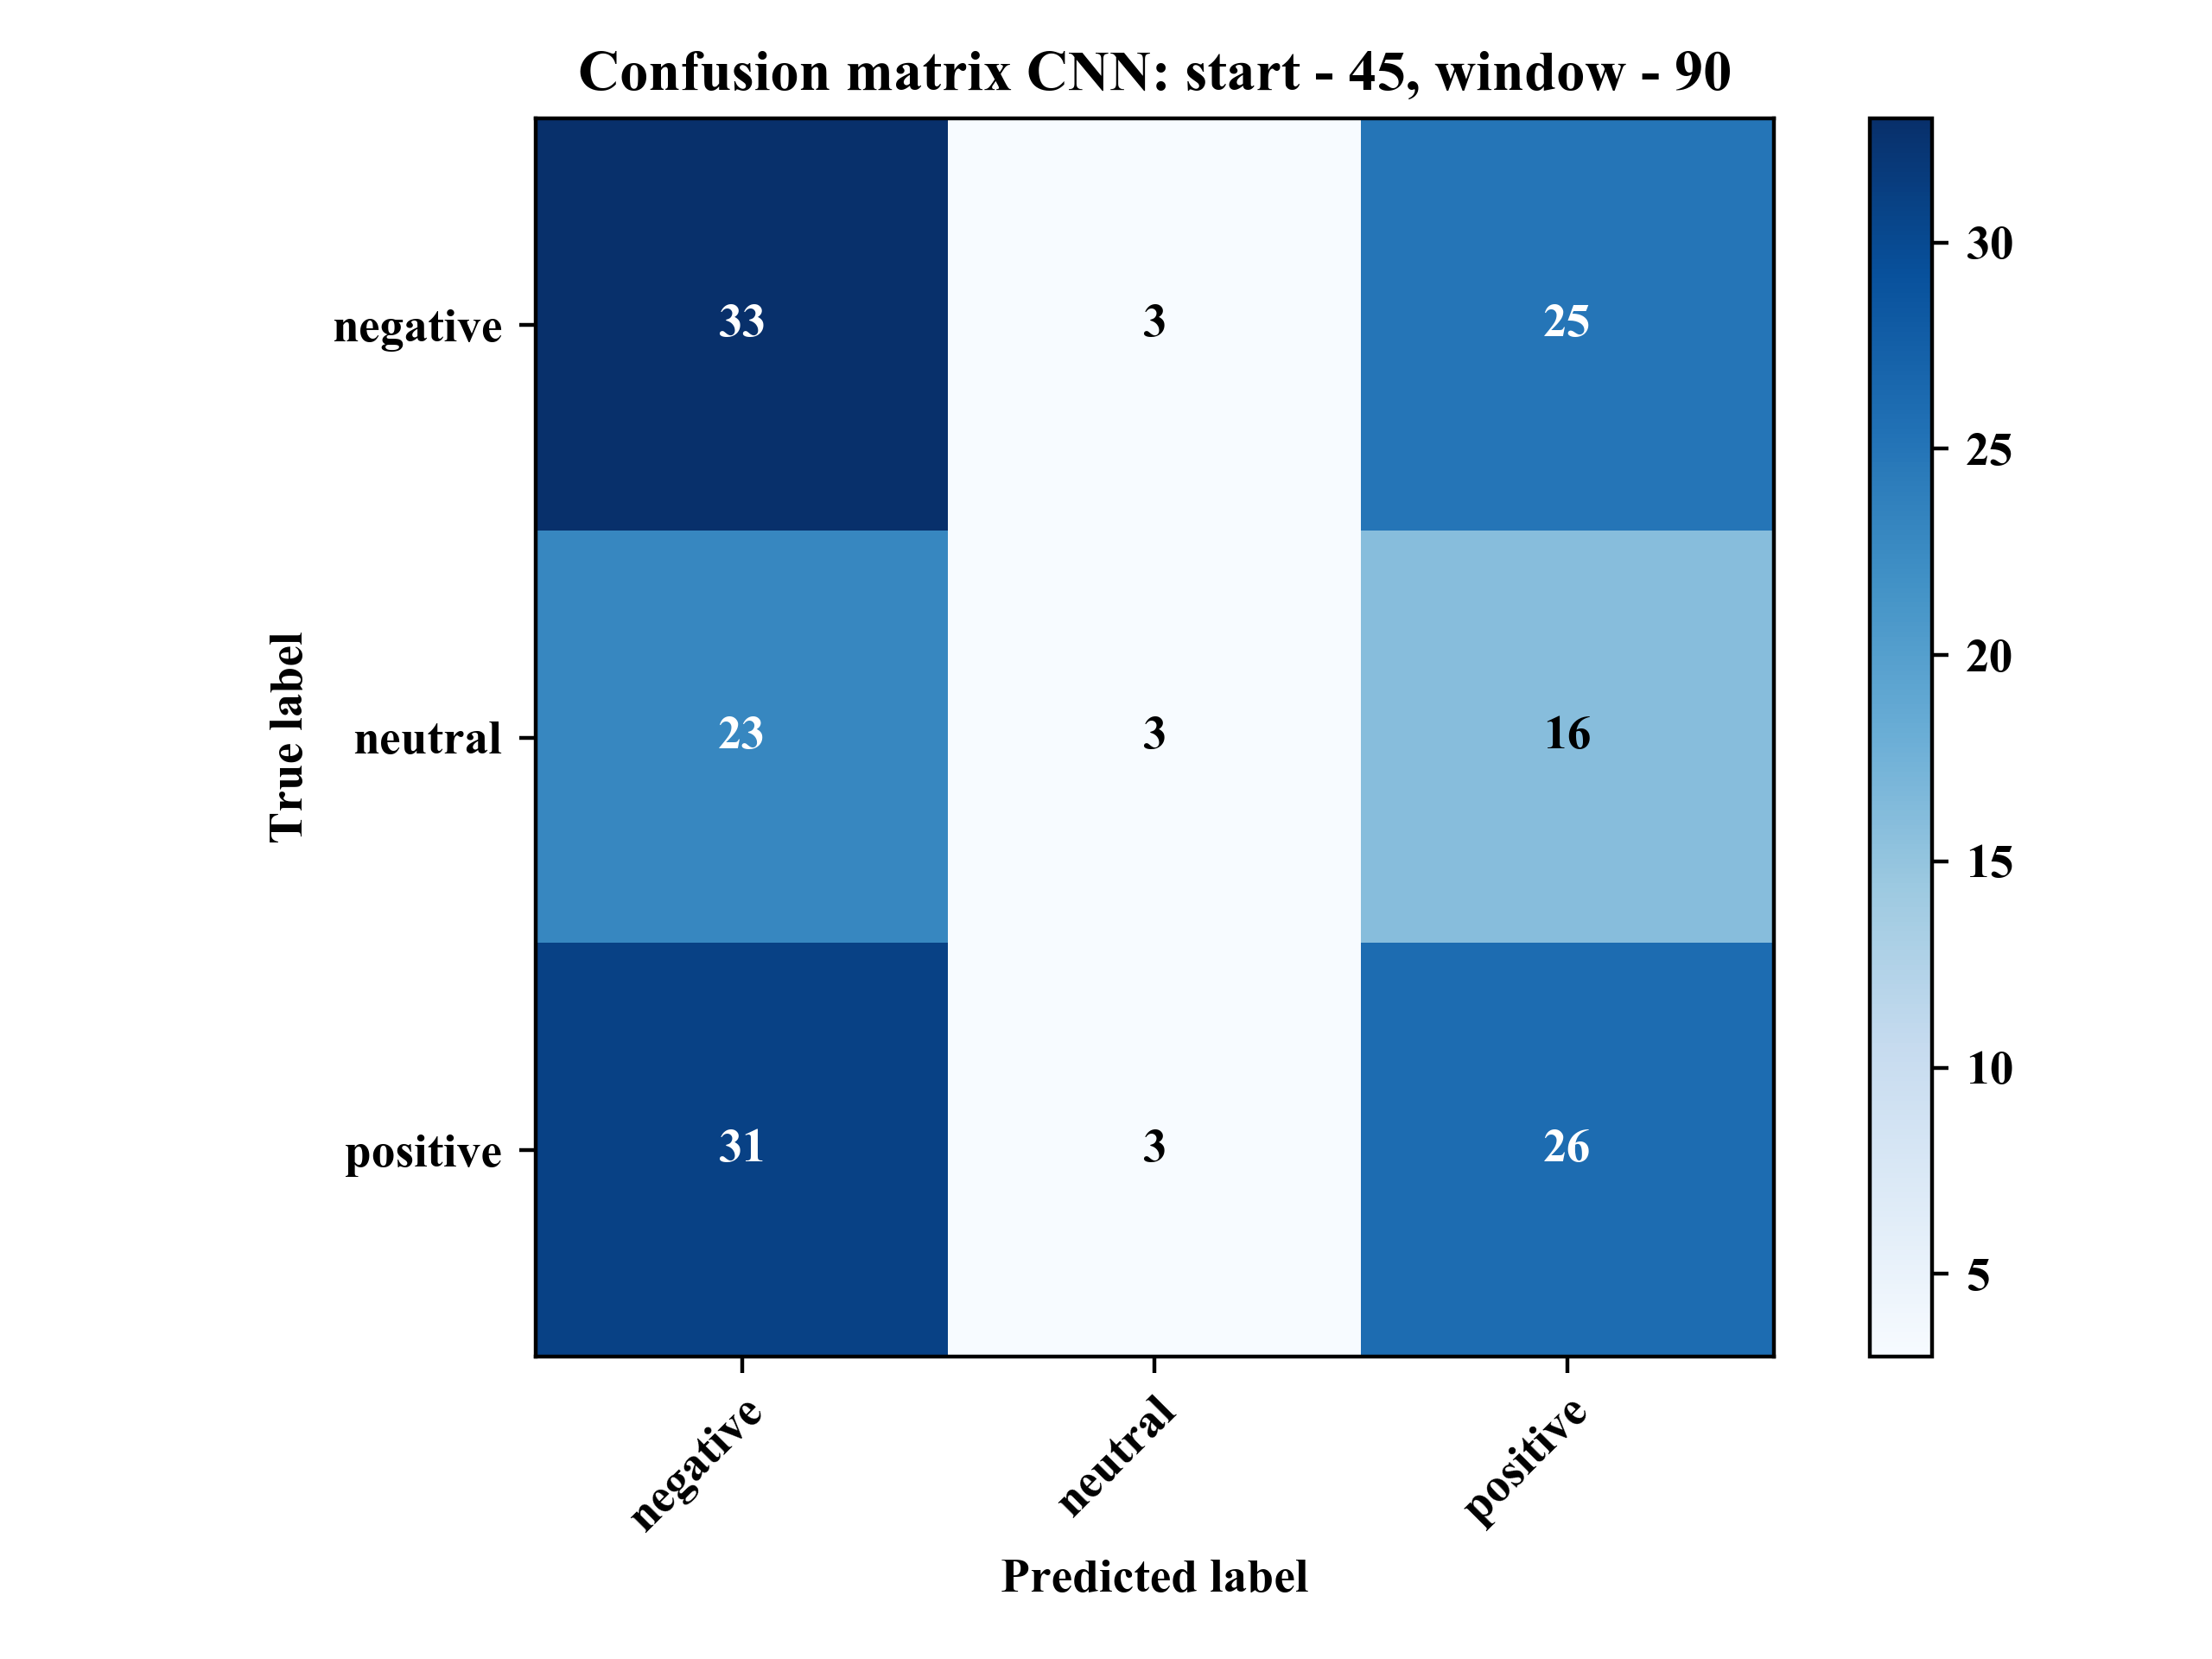 Confusion matrix CNN: start - 45, window - 90
True label
negative 33 3 25
neutral 23 3 16
positive 31 3 26
negative neutral positive
Predicted label
30
25
20
15
10
5